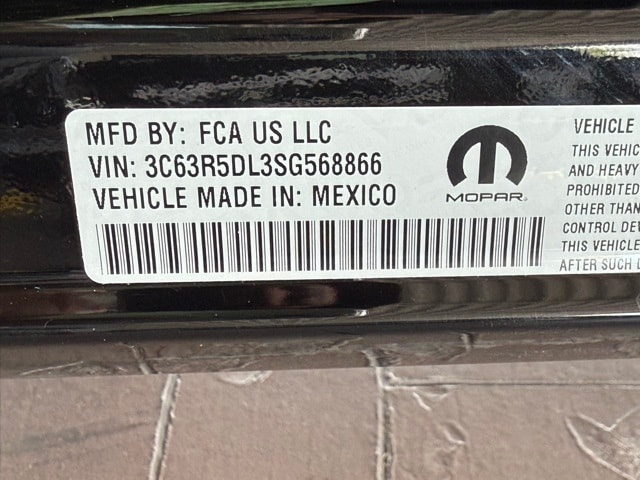 MFD BY: FCA US LLC
VIN: 3C63R5DL3SG568866
VEHICLE MADE IN: MEXICO
MOPAR
VEHICLE
THIS VEHIC
AND HEAVY
PROHIBITED
OTHER THAN
CONTROL DEV
THIS VEHICLE
AFTER SUCH